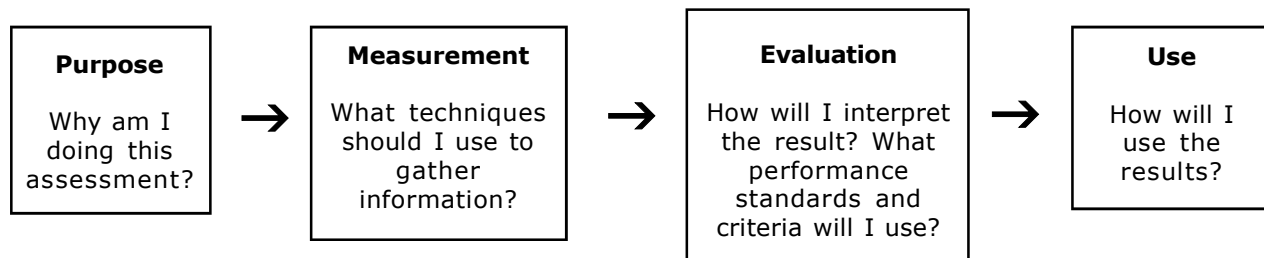 Purpose
Why am I
doing this
assessment?
Measurement
What techniques
should I use to
gather
information?
Evaluation
How will I interpret
the result? What
performance
standards and
criteria will I use?
Use
How will I
use the
results?